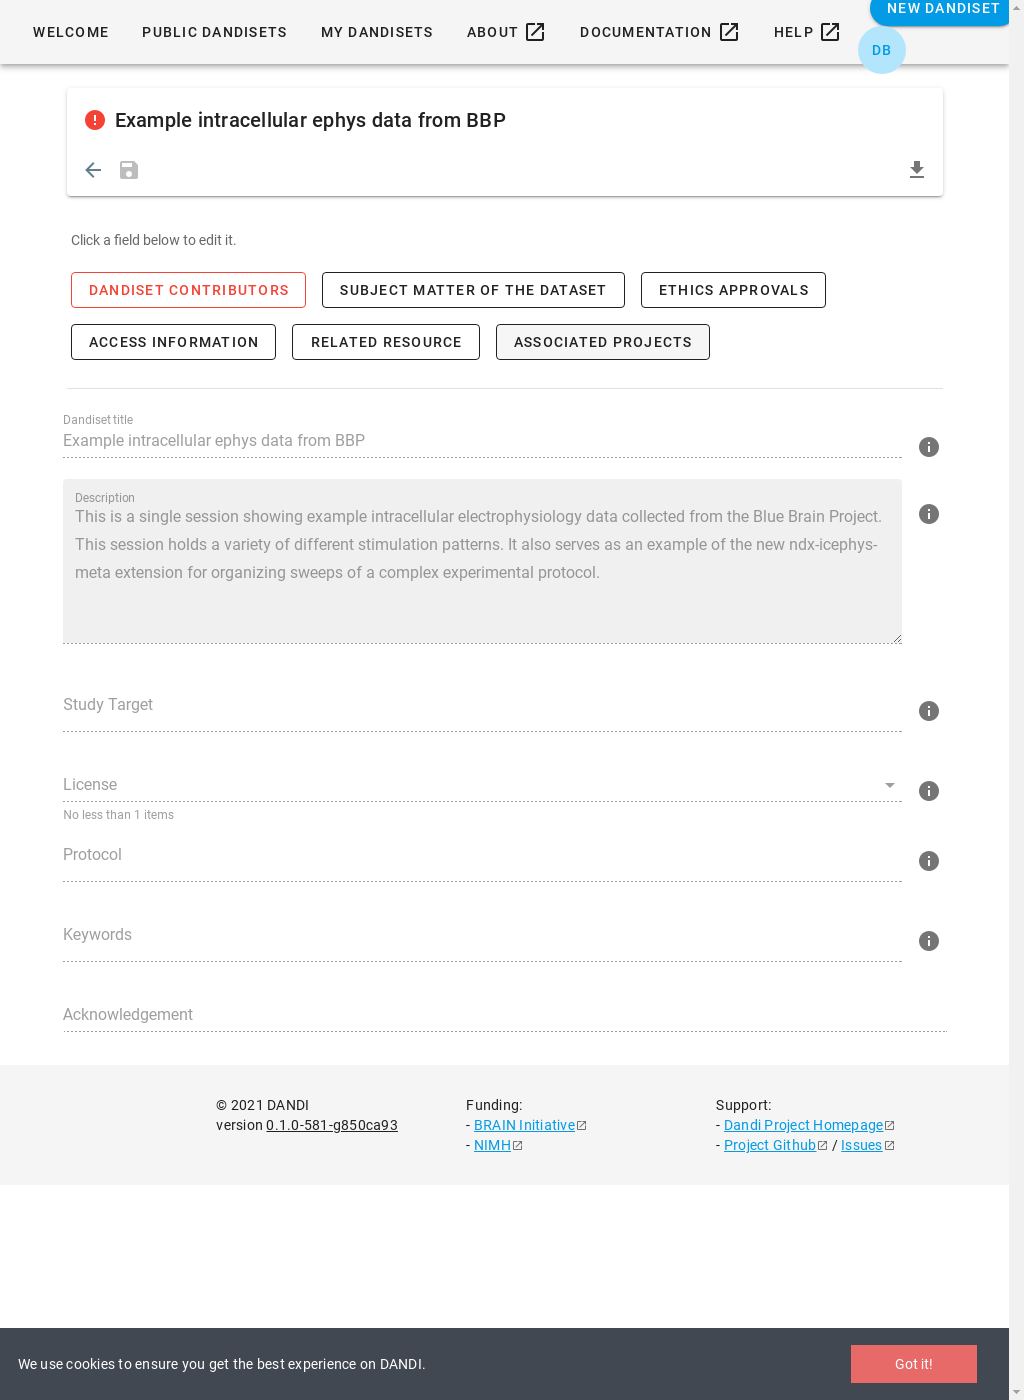 WELCOME PUBLIC DANDISETS MY DANDISETS ABOUT DOCUMENTATION HELP NEW DANDISET
DB
Example intracellular ephys data from BBP
Click a field below to edit it.
DANDISET CONTRIBUTORS SUBJECT MATTER OF THE DATASET ETHICS APPROVALS
ACCESS INFORMATION RELATED RESOURCE ASSOCIATED PROJECTS
Dandiset title
Example intracellular ephys data from BBP
Description
This is a single session showing example intracellular electrophysiology data collected from the Blue Brain Project.
This session holds a variety of different stimulation patterns. It also serves as an example of the new ndx-icephys-
meta extension for organizing sweeps of a complex experimental protocol.
Study Target
License
No less than 1 items
Protocol
Keywords
Acknowledgement
© 2021 DANDI
version 0.1.0-581-g850ca93
Funding:
- BRAIN Initiative
- NIMH
Support:
- Dandi Project Homepage
- Project Github / Issues
We use cookies to ensure you get the best experience on DANDI.
Got it!